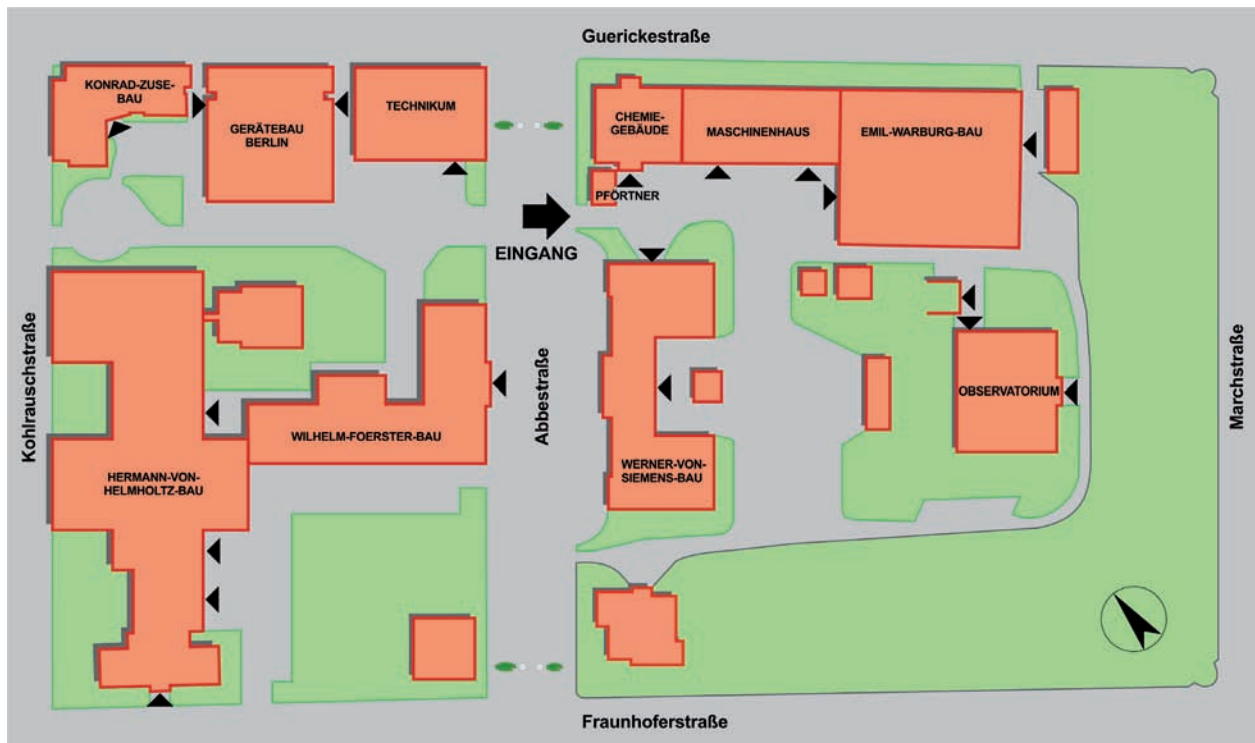 Guerickestraße
KONRAD-ZUSE-
BAU
GERÄTEBAU
BERLIN
TECHNIKUM
CHEMIE-
GEBÄUDE
MASCHINENHAUS
EMIL-WARBURG-BAU
PFÖRTNER
EINGANG
Kohlrauschstraße
Abbestraße
Marchstraße
OBSERVATORIUM
WILHELM-FOERSTER-BAU
HERMANN-VON-
HELMHOLTZ-BAU
WERNER-VON-
SIEMENS-BAU
Fraunhoferstraße